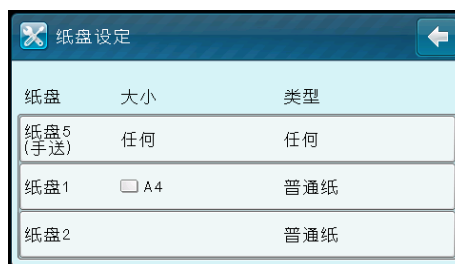 纸盘设定
纸盘 大小 类型
纸盘5
(手送) 任何 任何
纸盘1 A4 普通纸
纸盘2 普通纸